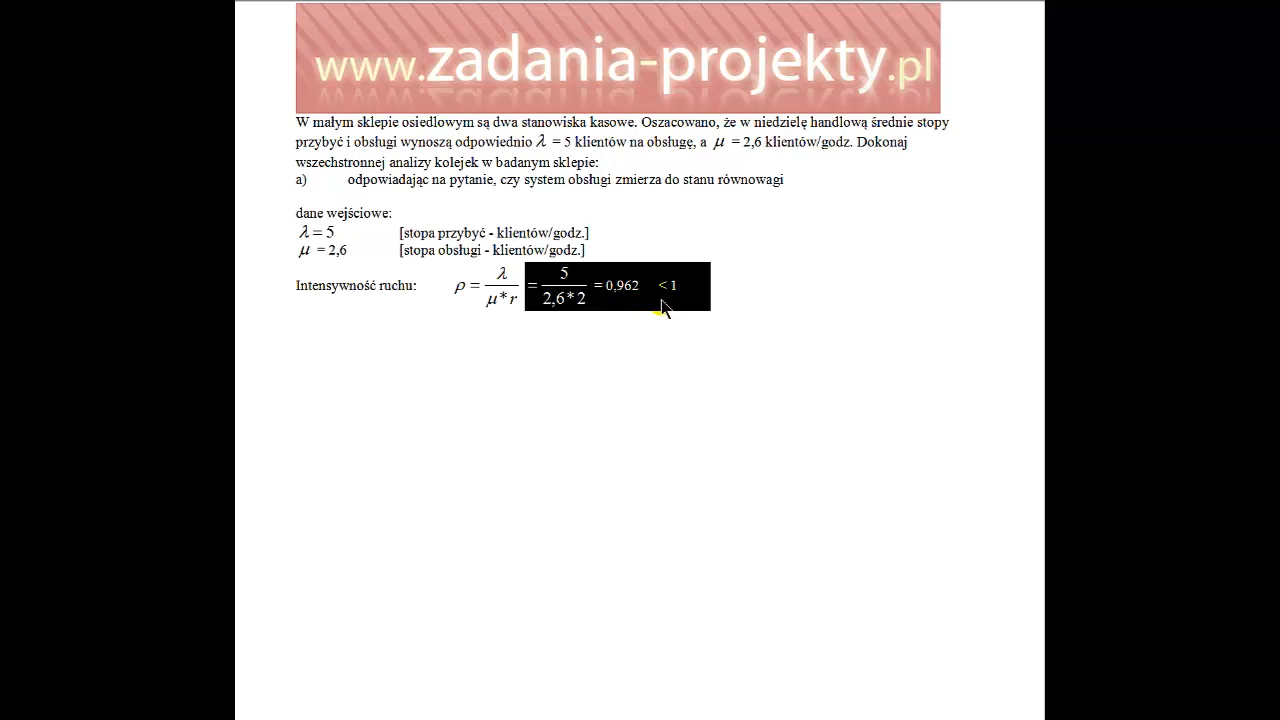 www.zadania-projekty.pl
W małym sklepie osiedlowym są dwa stanowiska kasowe. Oszacowano, że w niedzielę handlową średnie stopy
przybyć i obsługi wynoszą odpowiednio λ = 5 klientów na obsługę, a μ = 2,6 klientów/godz. Dokonaj
wszechstronnej analizy kolejek w badanym sklepie:
a) odpowiadając na pytanie, czy system obsługi zmierza do stanu równowagi
dane wejściowe:
λ = 5 [stopa przybyć - klientów/godz.]
μ = 2,6 [stopa obsługi - klientów/godz.]
Intensywność ruchu: ρ = λ / μ * r = 5 / 2,6 * 2 = 0,962 < 1